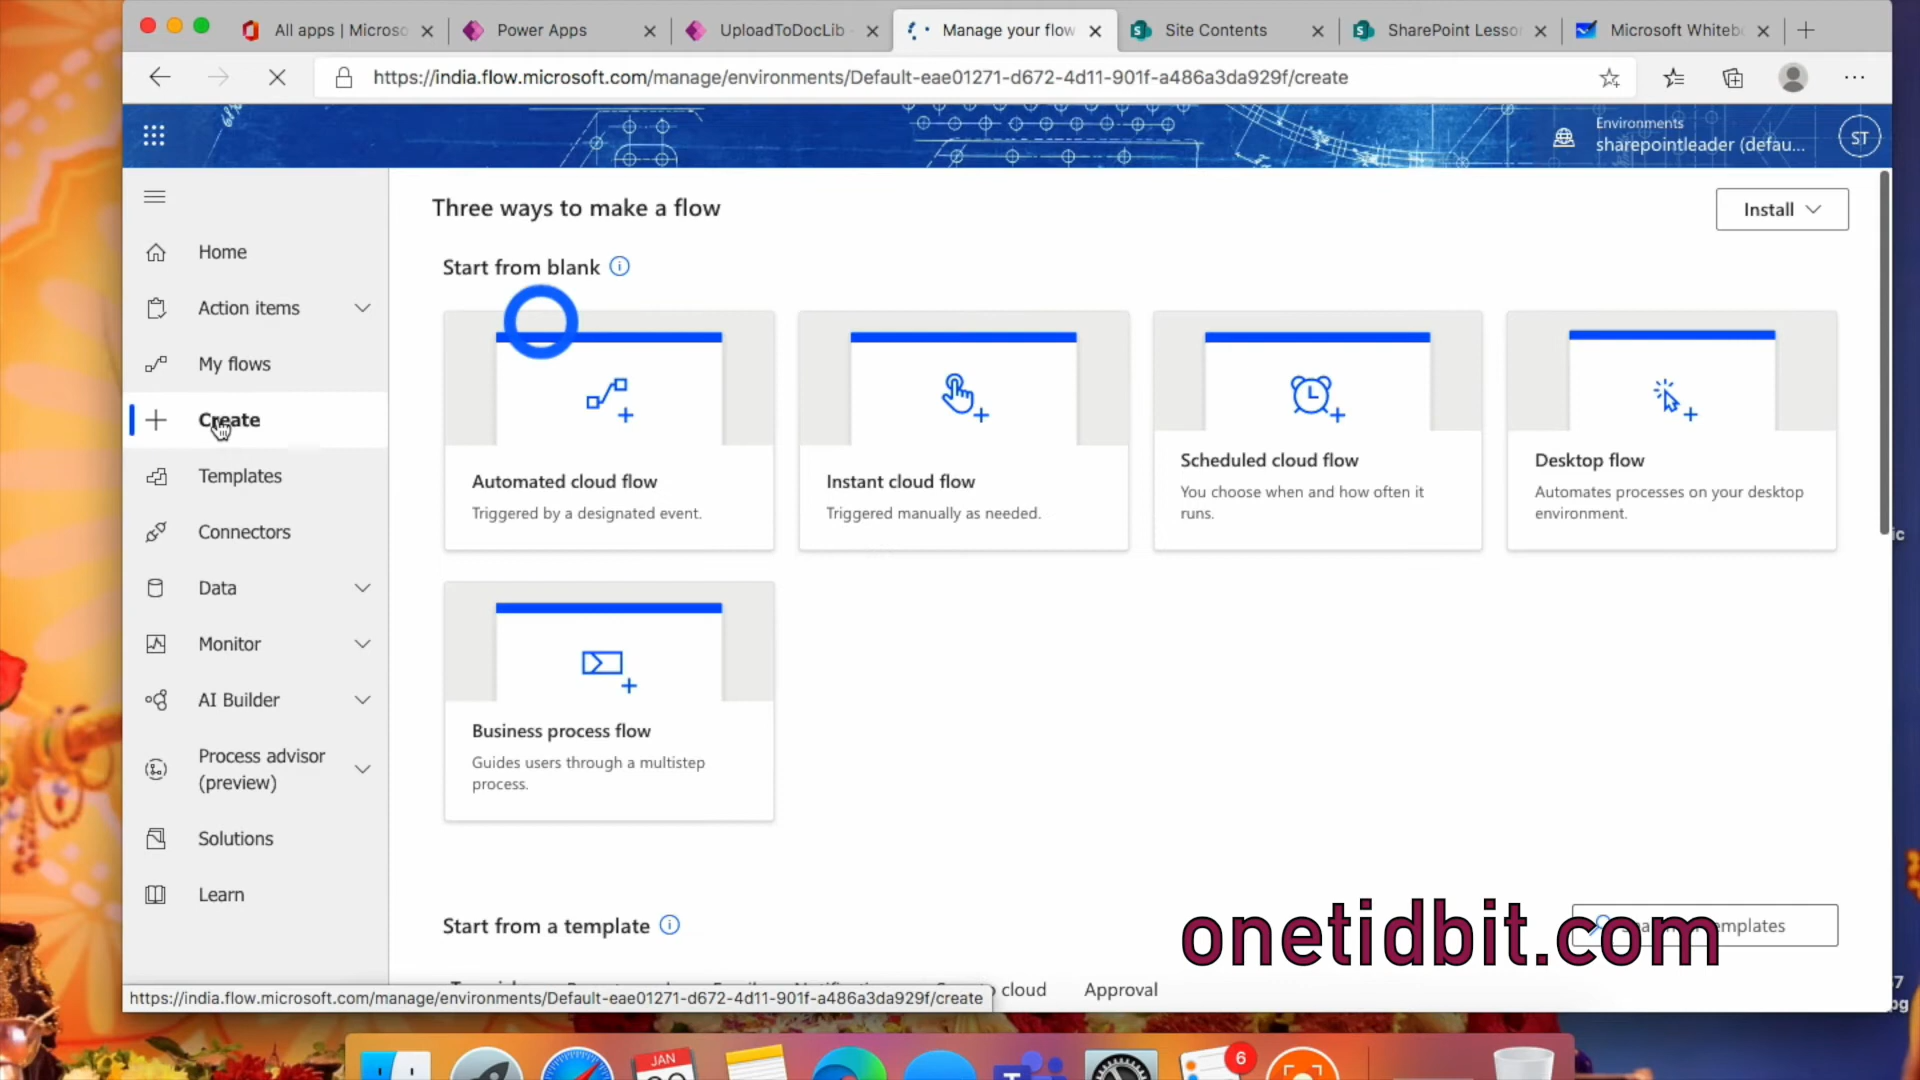 All apps | Microso
Power Apps
UploadToDocLib -
Manage your flow
Site Contents
SharePoint Lesso
Microsoft Whitebo
https://india.flow.microsoft.com/manage/environments/Default-eae01271-d672-4d11-901f-a486a3da929f/create
Environments
sharepointleader (defau...
ST
Three ways to make a flow
Install
Start from blank
Home
Action items
My flows
Create
Templates
Connectors
Data
Monitor
AI Builder
Process advisor
(preview)
Solutions
Learn
Automated cloud flow
Triggered by a designated event.
Instant cloud flow
Triggered manually as needed.
Scheduled cloud flow
You choose when and how often it
runs.
Desktop flow
Automates processes on your desktop
environment.
Business process flow
Guides users through a multistep
process.
Start from a template
onetidbit.com
cloud
Approval
https://india.flow.microsoft.com/manage/environments/Default-eae01271-d672-4d11-901f-a486a3da929f/create
JAN
6